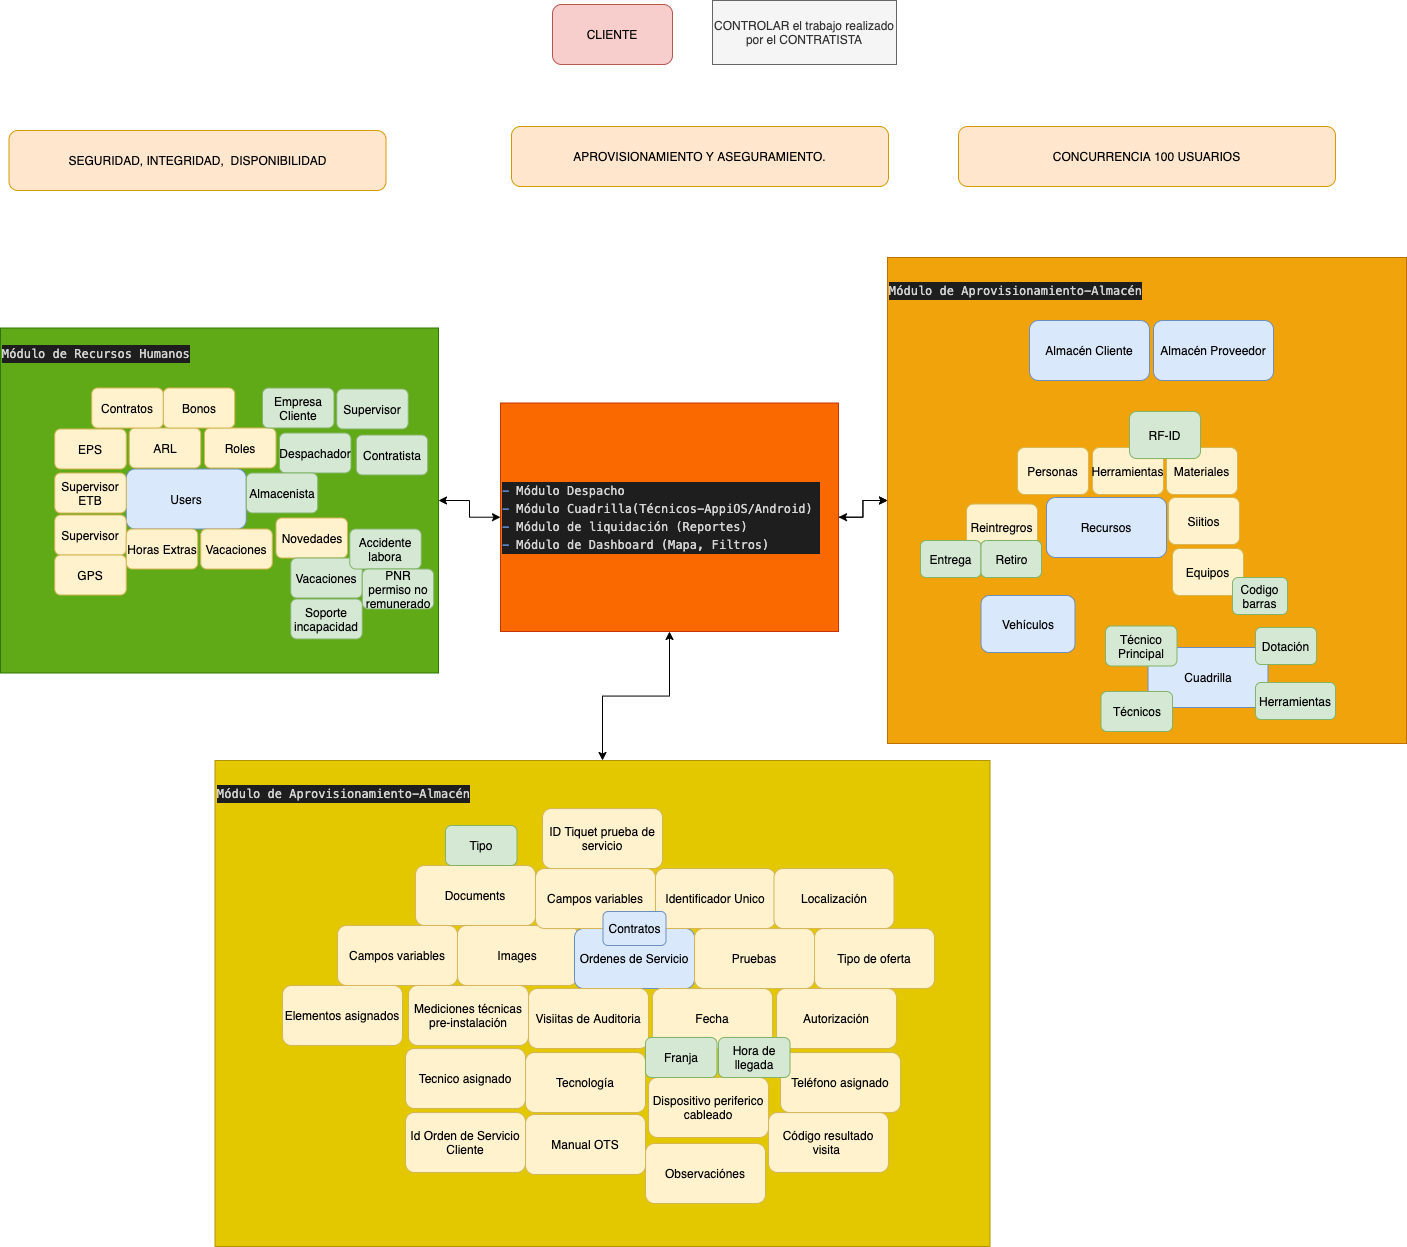 CLIENTE
CONTROLAR el trabajo realizado
por el CONTRATISTA
SEGURIDAD, INTEGRIDAD, DISPONIBILIDAD
APROVISIONAMIENTO Y ASEGURAMIENTO.
CONCURRENCIA 100 USUARIOS
Módulo de Recursos Humanos
Contratos
Bonos
Empresa
Cliente
Supervisor
EPS
ARL
Roles
Despachador
Contratista
Supervisor
ETB
Users
Almacenista
Supervisor
Horas Extras
Vacaciones
Novedades
Accidente
labora
GPS
Vacaciones
PNR
permiso no
remunerado
Soporte
incapacidad
– Módulo Despacho
– Módulo Cuadrilla(Técnicos-AppiOS/Android)
– Módulo de liquidación (Reportes)
– Módulo de Dashboard (Mapa, Filtros)
Módulo de Aprovisionamiento-Almacén
Almacén Cliente
Almacén Proveedor
RF-ID
Personas
Herramientas
Materiales
Reintregros
Recursos
Siitios
Entrega
Retiro
Equipos
Codigo
barras
Vehículos
Técnico
Principal
Dotación
Cuadrilla
Técnicos
Herramientas
Módulo de Aprovisionamiento-Almacén
Tipo
ID Tiquet prueba de
servicio
Documents
Campos variables
Identificador Unico
Localización
Contratos
Campos variables
Images
Ordenes de Servicio
Pruebas
Tipo de oferta
Elementos asignados
Mediciones técnicas
pre-instalación
Visiitas de Auditoria
Fecha
Autorización
Franja
Hora de
llegada
Tecnico asignado
Tecnología
Dispositivo periferico
cableado
Teléfono asignado
Id Orden de Servicio
Cliente
Manual OTS
Código resultado
visita
Observaciónes